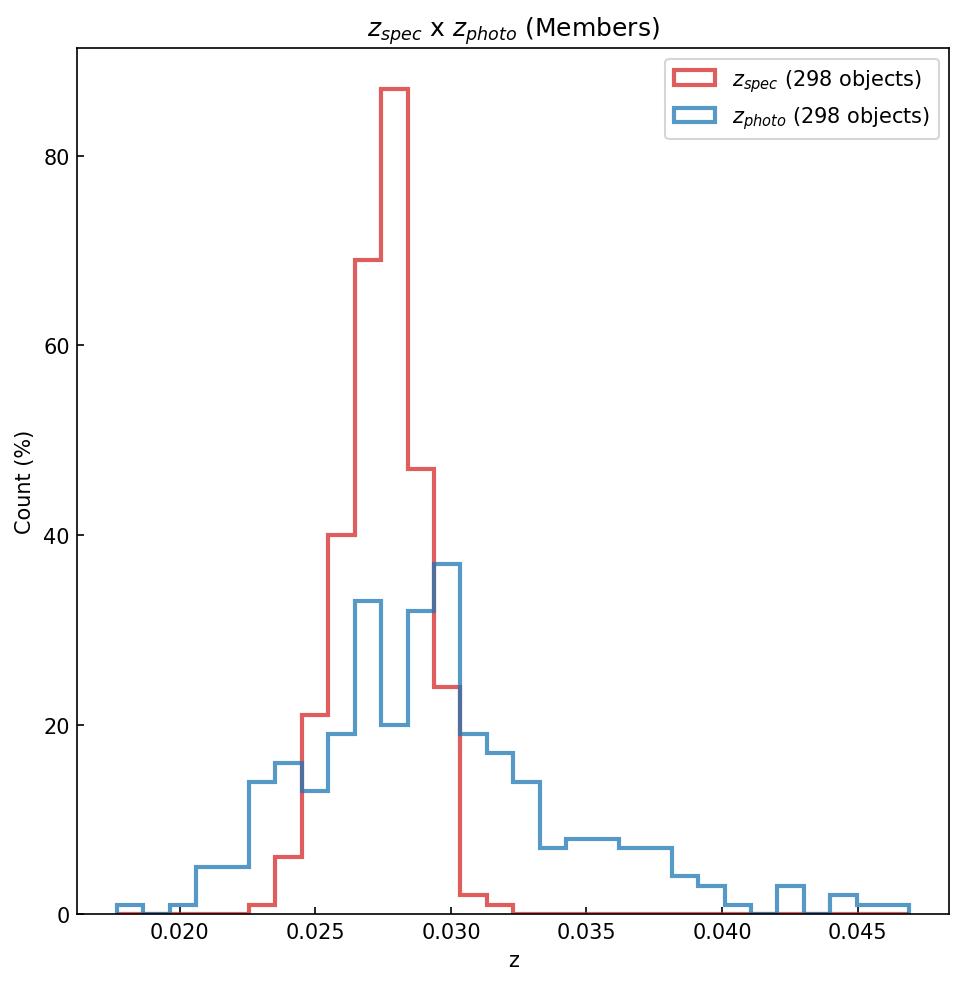 z_spec x z_photo (Members)
z_spec (298 objects)
z_photo (298 objects)
Count (%)
80
60
40
20
0
0.020 0.025 0.030 0.035 0.040 0.045
z